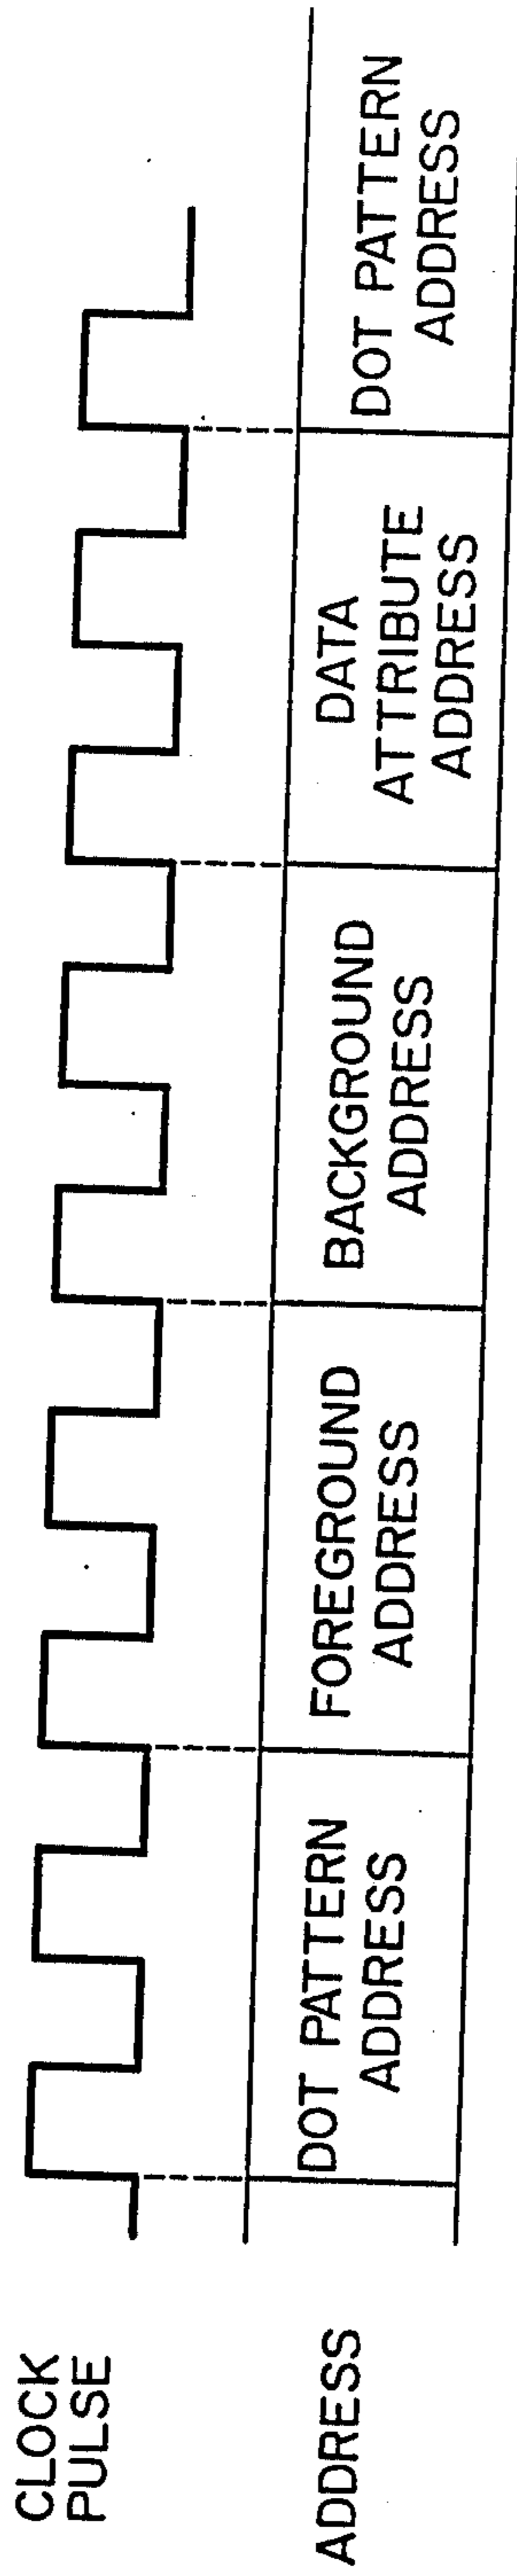 CLOCK
PULSE
ADDRESS
DOT PATTERN
ADDRESS
FOREGROUND
ADDRESS
BACKGROUND
ADDRESS
DATA
ATTRIBUTE
ADDRESS
DOT PATTERN
ADDRESS